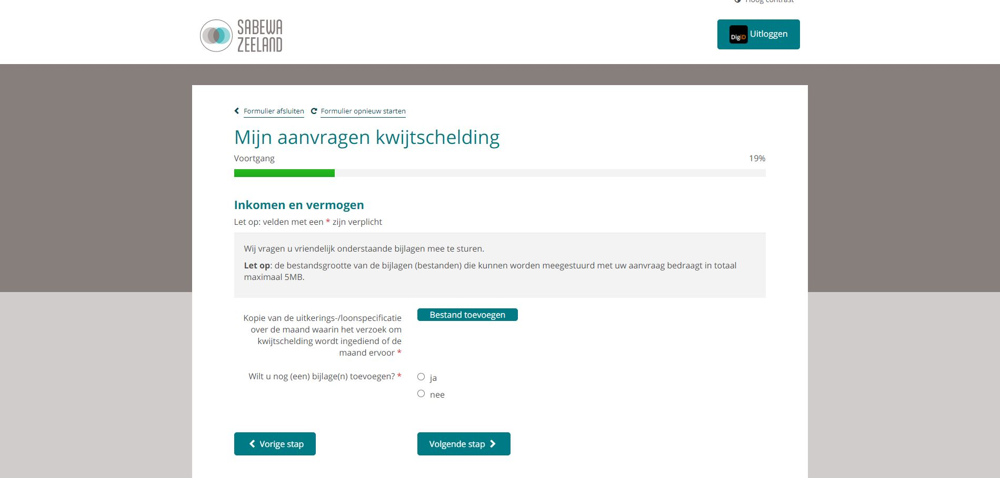 Hoog contrast
SABEWA
ZEELAND
DigiD Uitloggen
Formulier afsluiten Formulier opnieuw starten
Mijn aanvragen kwijtschelding
Voortgang 19%
Inkomen en vermogen
Let op: velden met een * zijn verplicht
Wij vragen u vriendelijk onderstaande bijlagen mee te sturen.
Let op: de bestandsgrootte van de bijlagen (bestanden) die kunnen worden meegestuurd met uw aanvraag bedraagt in totaal
maximaal 5MB.
Kopie van de uitkerings-/loonspecificatie
over de maand waarin het verzoek om
kwijtschelding wordt ingediend of de
maand ervoor *
Bestand toevoegen
Wilt u nog (een) bijlage(n) toevoegen? *
ja
nee
Vorige stap
Volgende stap